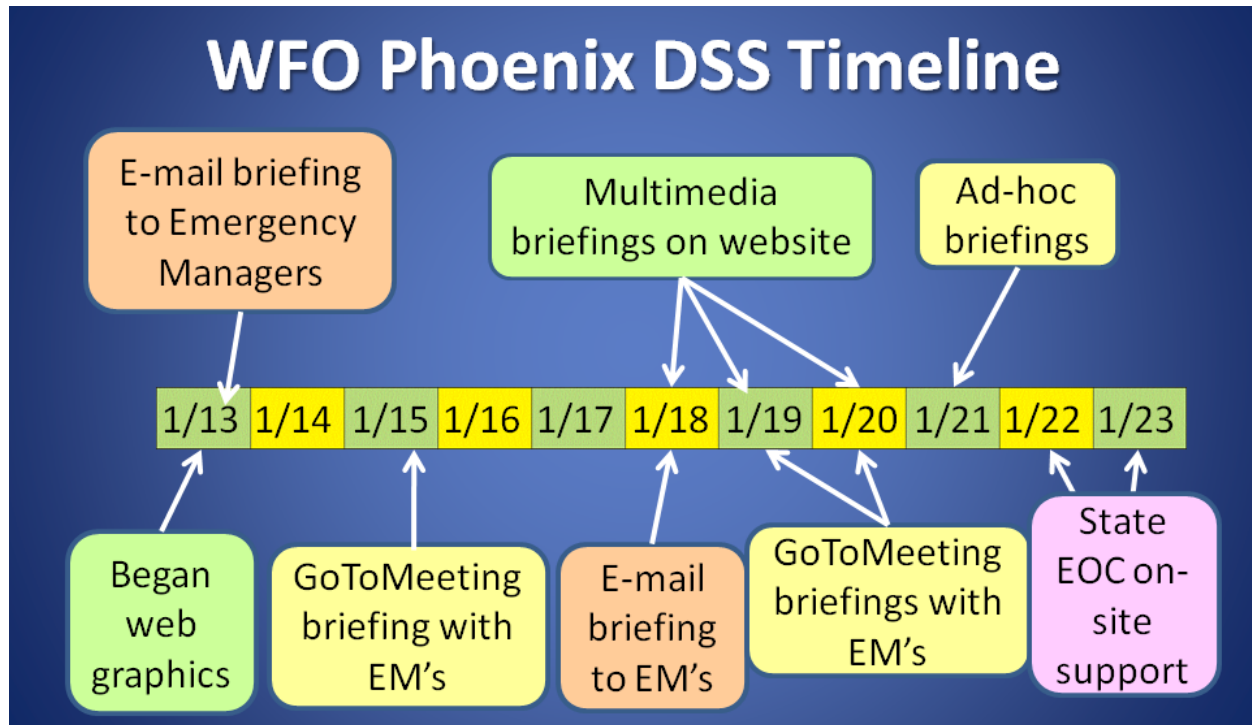 WFO Phoenix DSS Timeline
E-mail briefing
to Emergency
Managers
Multimedia
briefings on website
Ad-hoc
briefings
1/13 1/14 1/15 1/16 1/17 1/18 1/19 1/20 1/21 1/22 1/23
Began
web
graphics
GoToMeeting
briefing with
EM's
E-mail
briefing
to EM's
GoToMeeting
briefings with
EM's
State
EOC on-
site
support